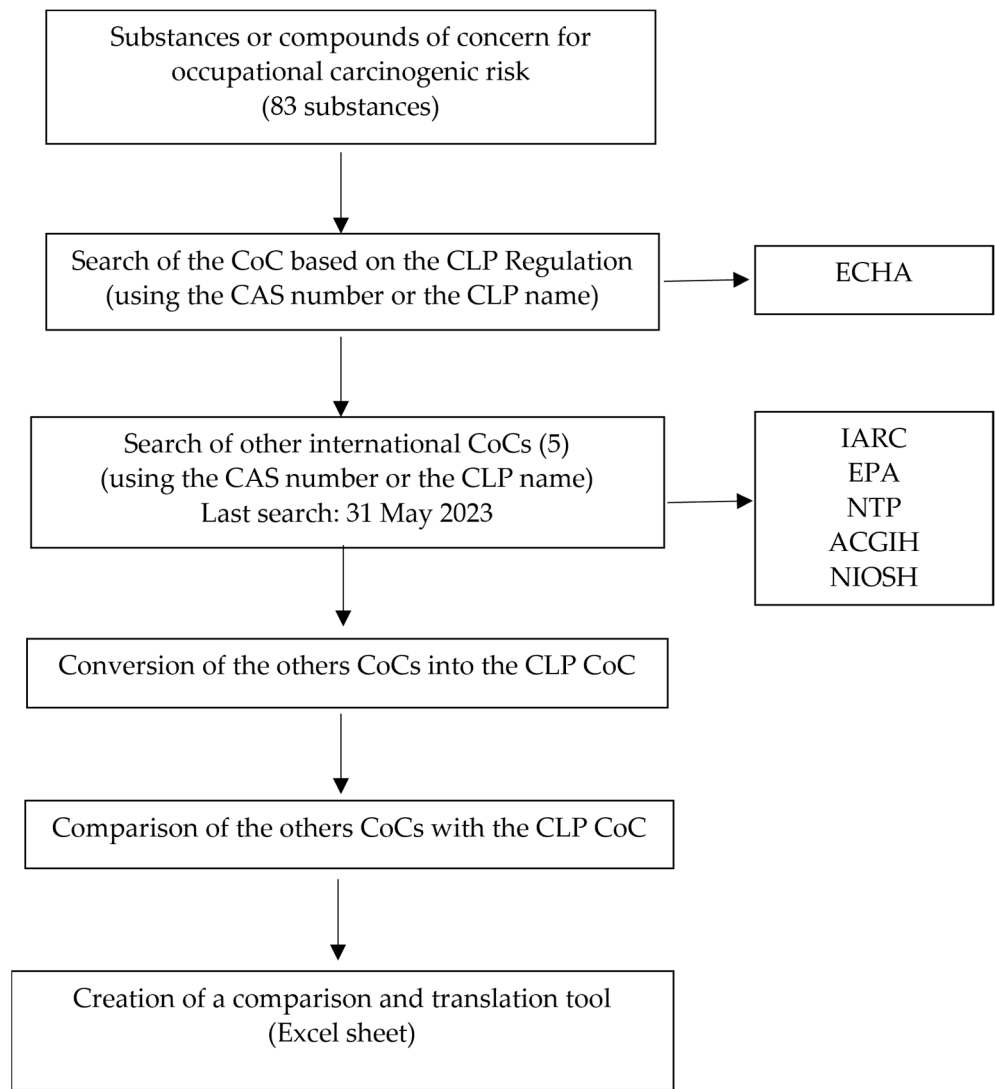 Substances or compounds of concern for
occupational carcinogenic risk
(83 substances)
Search of the CoC based on the CLP Regulation
(using the CAS number or the CLP name)
ECHA
Search of other international CoCs (5)
(using the CAS number or the CLP name)
Last search: 31 May 2023
IARC
EPA
NTP
ACGIH
NIOSH
Conversion of the others CoCs into the CLP CoC
Comparison of the others CoCs with the CLP CoC
Creation of a comparison and translation tool
(Excel sheet)